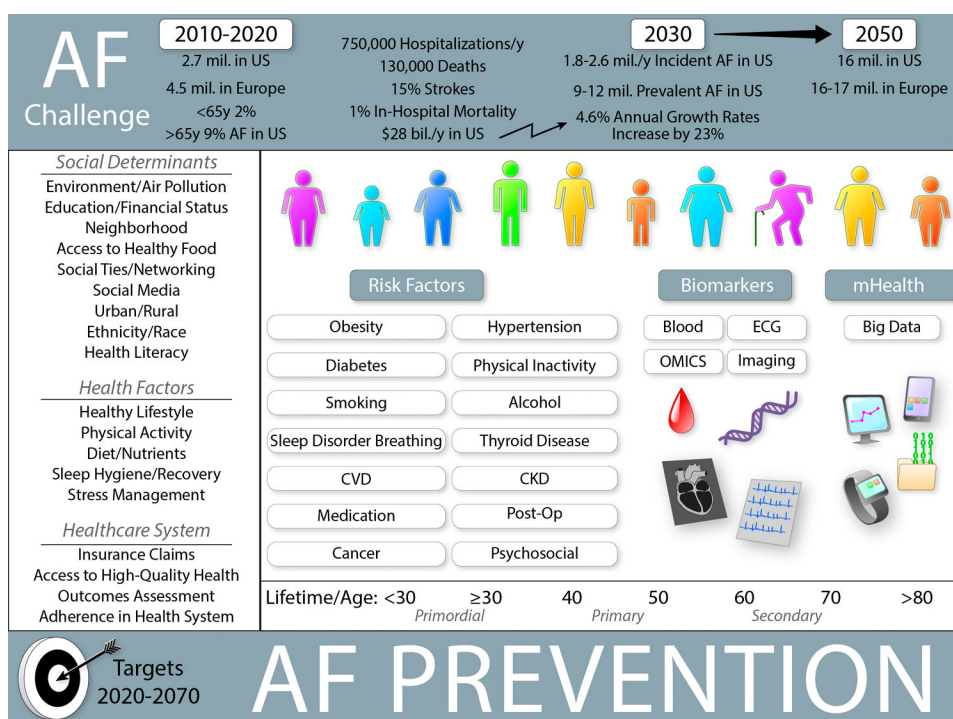 AF
Challenge
2010-2020
2.7 mil. in US
4.5 mil. in Europe
<65y 2%
>65y 9% AF in US
750,000 Hospitalizations/y
130,000 Deaths
15% Strokes
1% In-Hospital Mortality
$28 bil./y in US
2030
1.8-2.6 mil./y Incident AF in US
9-12 mil. Prevalent AF in US
4.6% Annual Growth Rates
Increase by 23%
2050
16 mil. in US
16-17 mil. in Europe
Social Determinants
Environment/Air Pollution
Education/Financial Status
Neighborhood
Access to Healthy Food
Social Ties/Networking
Social Media
Urban/Rural
Ethnicity/Race
Health Literacy
Health Factors
Healthy Lifestyle
Physical Activity
Diet/Nutrients
Sleep Hygiene/Recovery
Stress Management
Healthcare System
Insurance Claims
Access to High-Quality Health
Outcomes Assessment
Adherence in Health System
Risk Factors
Obesity
Hypertension
Diabetes
Physical Inactivity
Smoking
Alcohol
Sleep Disorder Breathing
Thyroid Disease
CVD
CKD
Medication
Post-Op
Cancer
Psychosocial
Biomarkers
Blood
ECG
OMICS
Imaging
mHealth
Big Data
Lifetime/Age: <30 ≥30 40 50 60 70 >80
Primordial Primary Secondary
Targets
2020-2070
AF PREVENTION